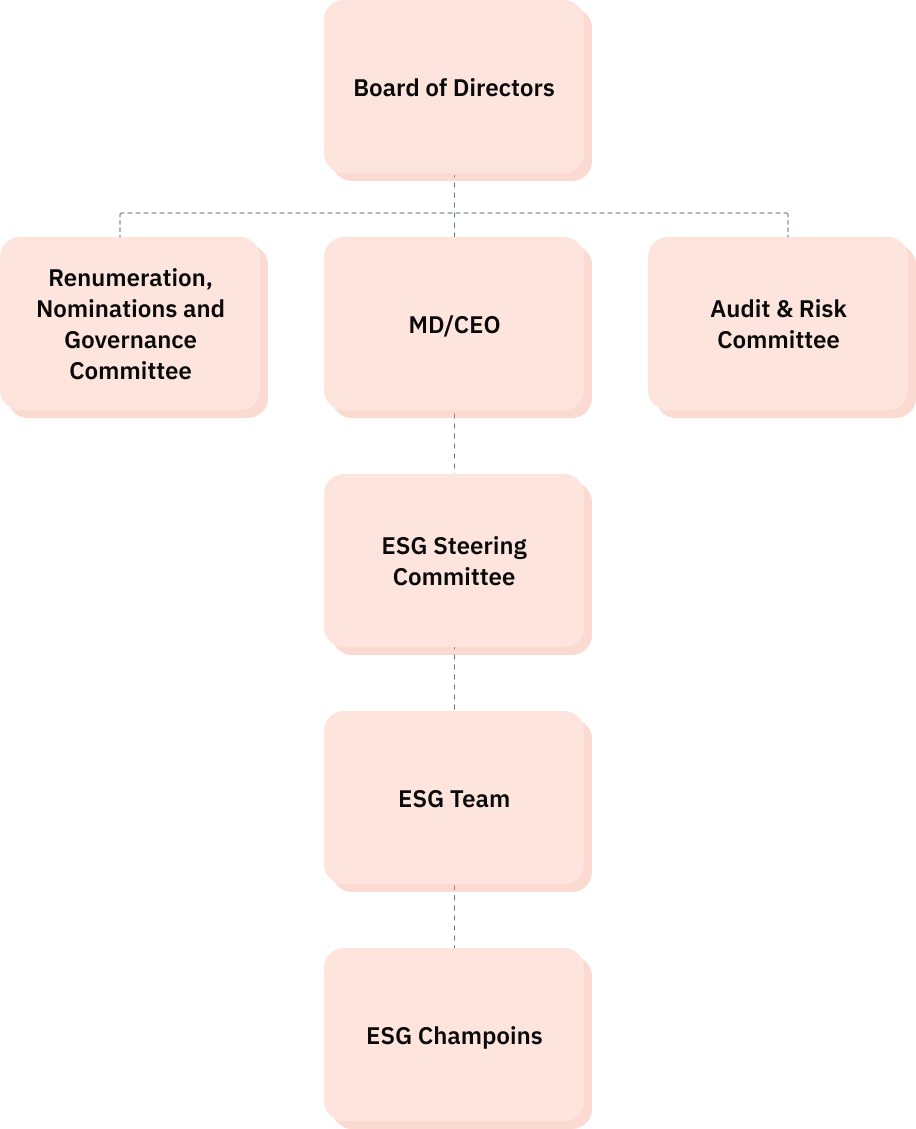 Board of Directors
Renumeration,
Nominations and
Governance
Committee
MD/CEO
Audit & Risk
Committee
ESG Steering
Committee
ESG Team
ESG Champoins